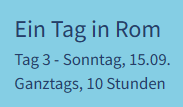 Ein Tag in Rom
Tag 3 - Sonntag, 15.09.
Ganztags, 10 Stunden